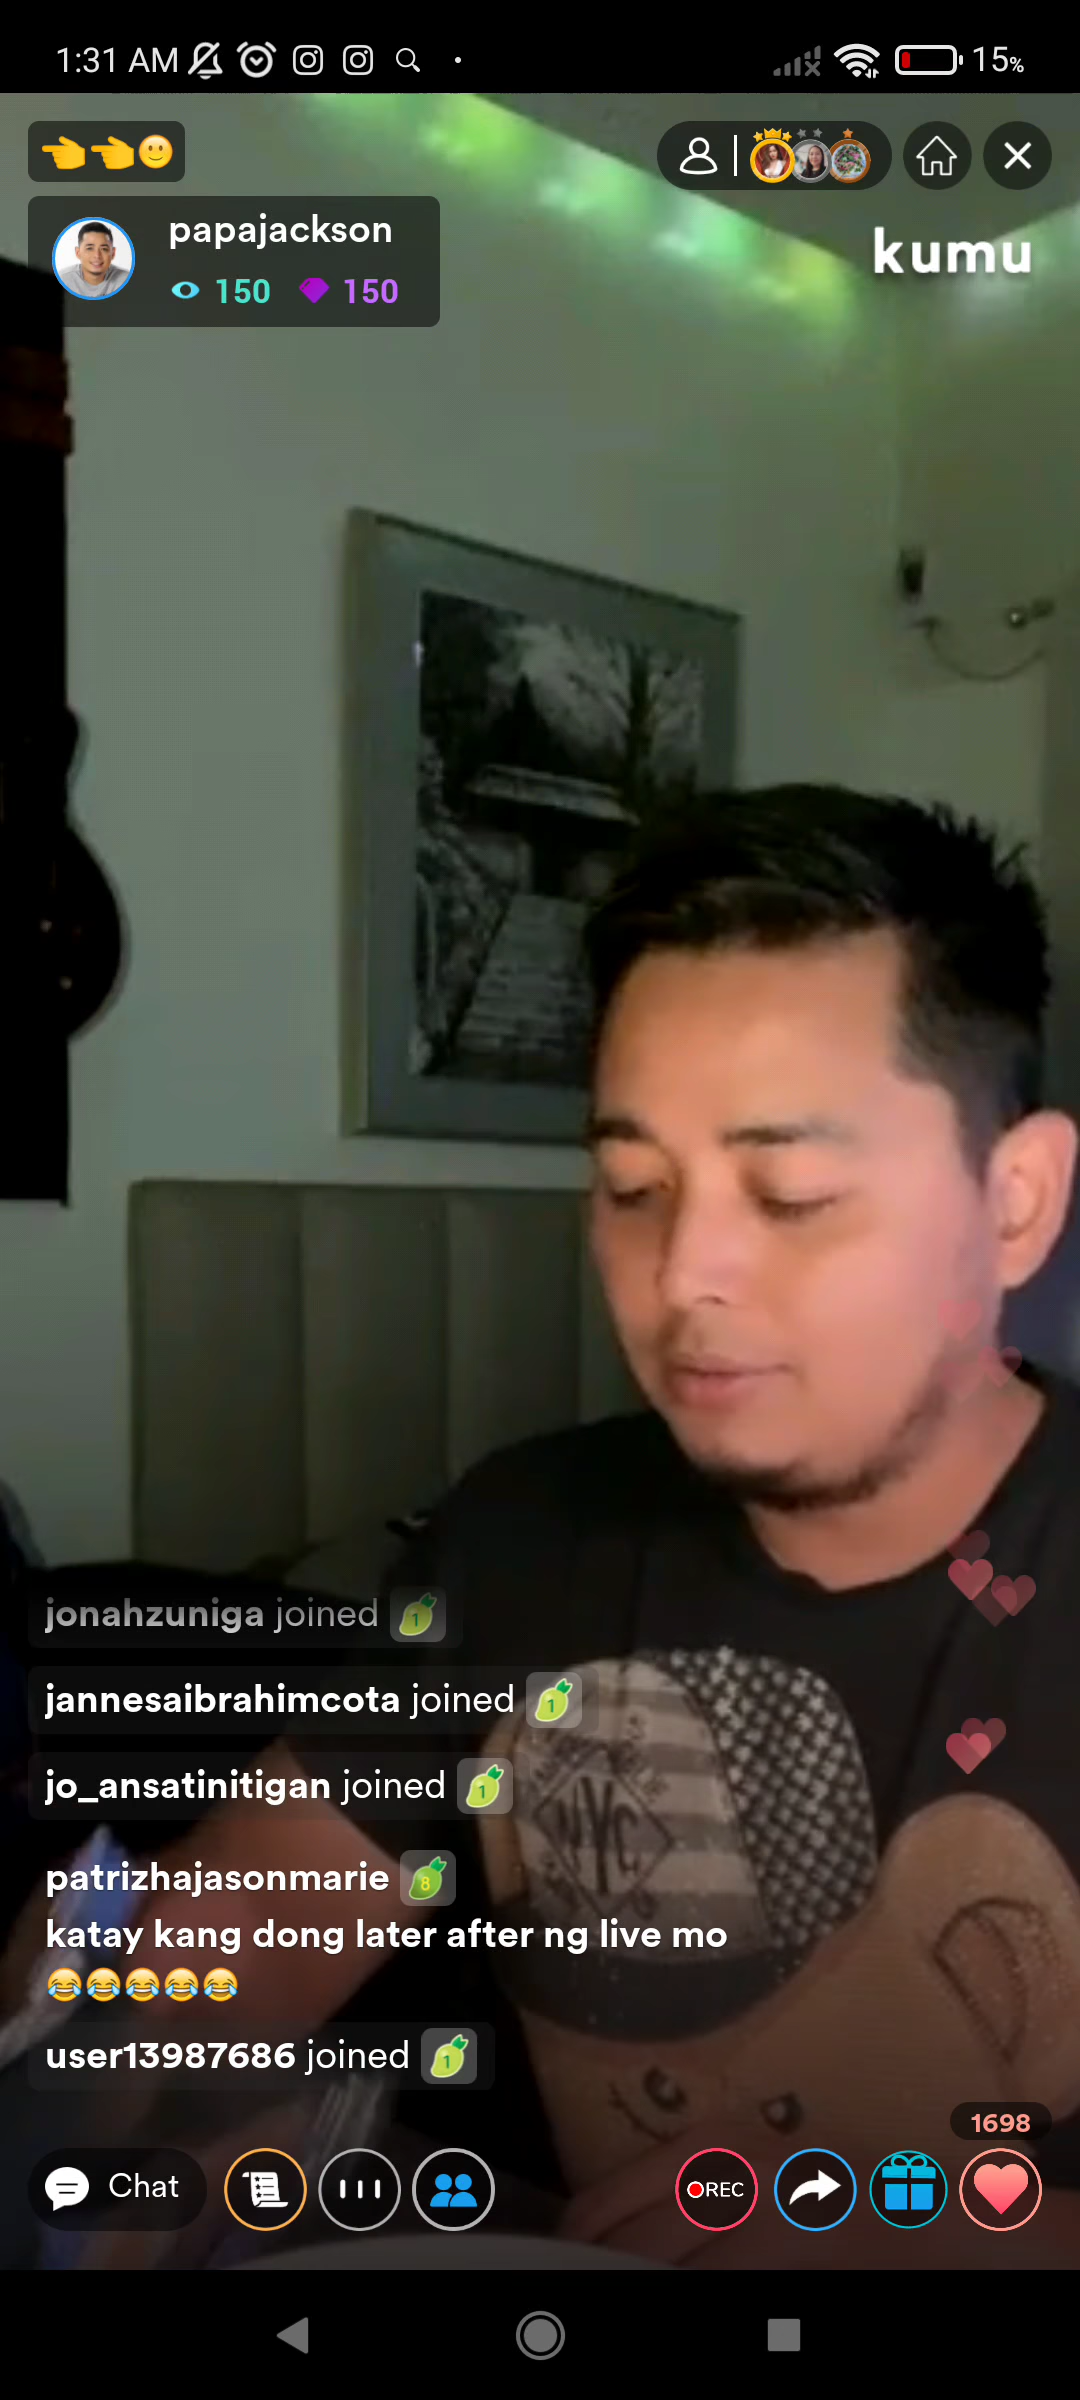 1:31 AM
15%
👈👈🙂
papajackson
150 150
kumu
jonahzuniga joined 1
jannesaibrahimcota joined 1
jo_ansatinitigan joined 1
patrizhajasonmarie 8
katay kang dong later after ng live mo
😂😂😂😂😂
user13987686 joined 1
1698
Chat
REC